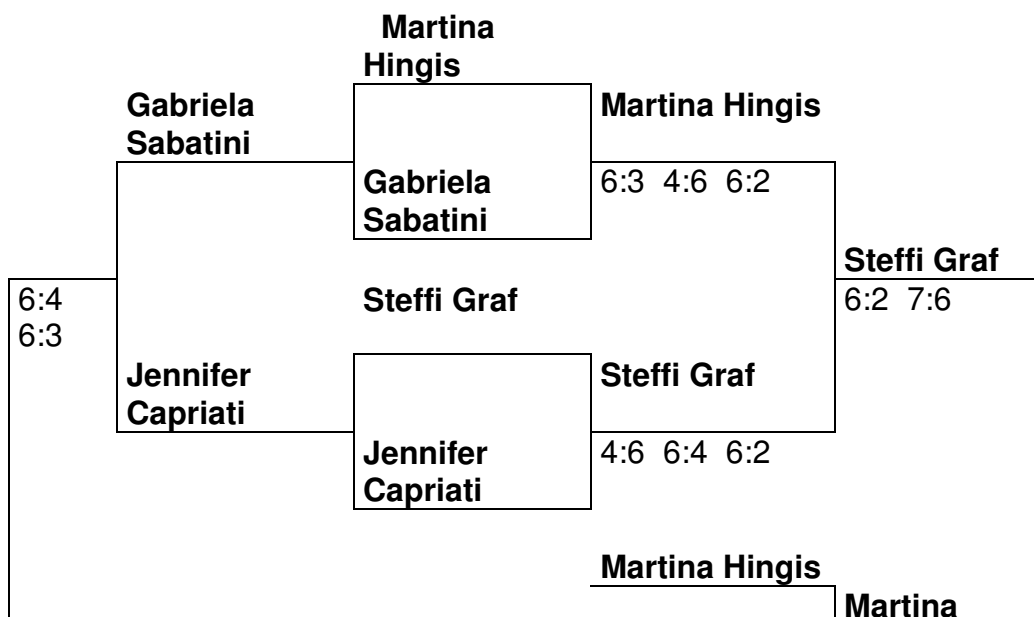 Martina
Hingis
Gabriela
Sabatini
Martina Hingis
Gabriela
Sabatini
6:3 4:6 6:2
Steffi Graf
6:4
6:3
Steffi Graf
6:2 7:6
Jennifer
Capriati
Steffi Graf
Jennifer
Capriati
4:6 6:4 6:2
Martina Hingis
Martina